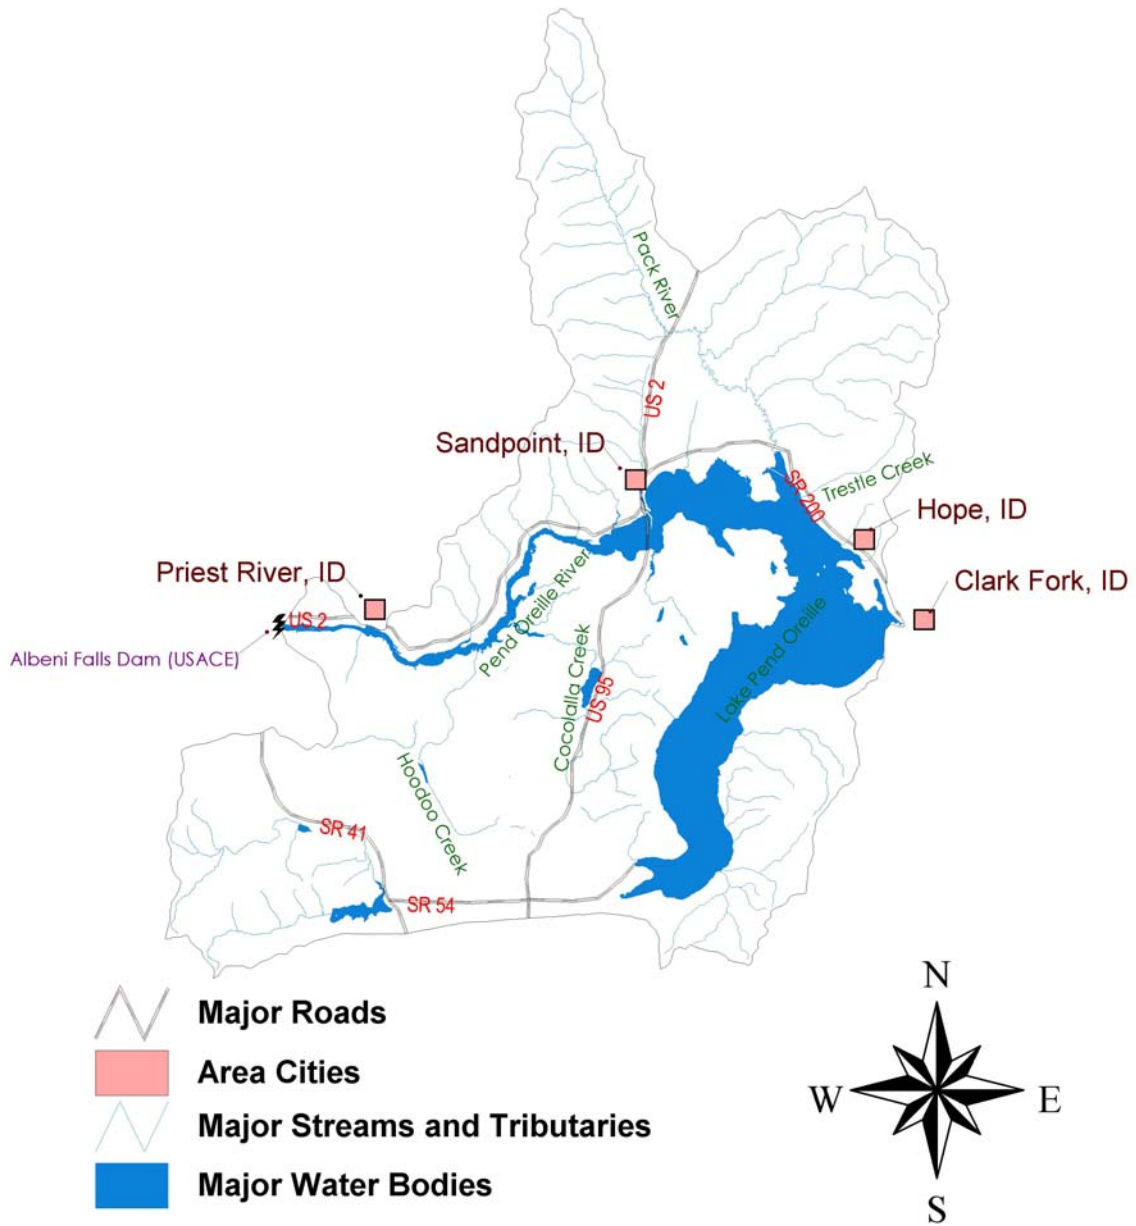 Pack River
US 2
Sandpoint, ID
SR 200
Trestle Creek
Hope, ID
Priest River, ID
Clark Fork, ID
US 2
Pend Oreille River
Lake Pend Oreille
Albeni Falls Dam (USACE)
Cocolalla Creek
US 95
Hoodoo Creek
SR 41
SR 54
Major Roads
Area Cities
Major Streams and Tributaries
Major Water Bodies
N
W
E
S